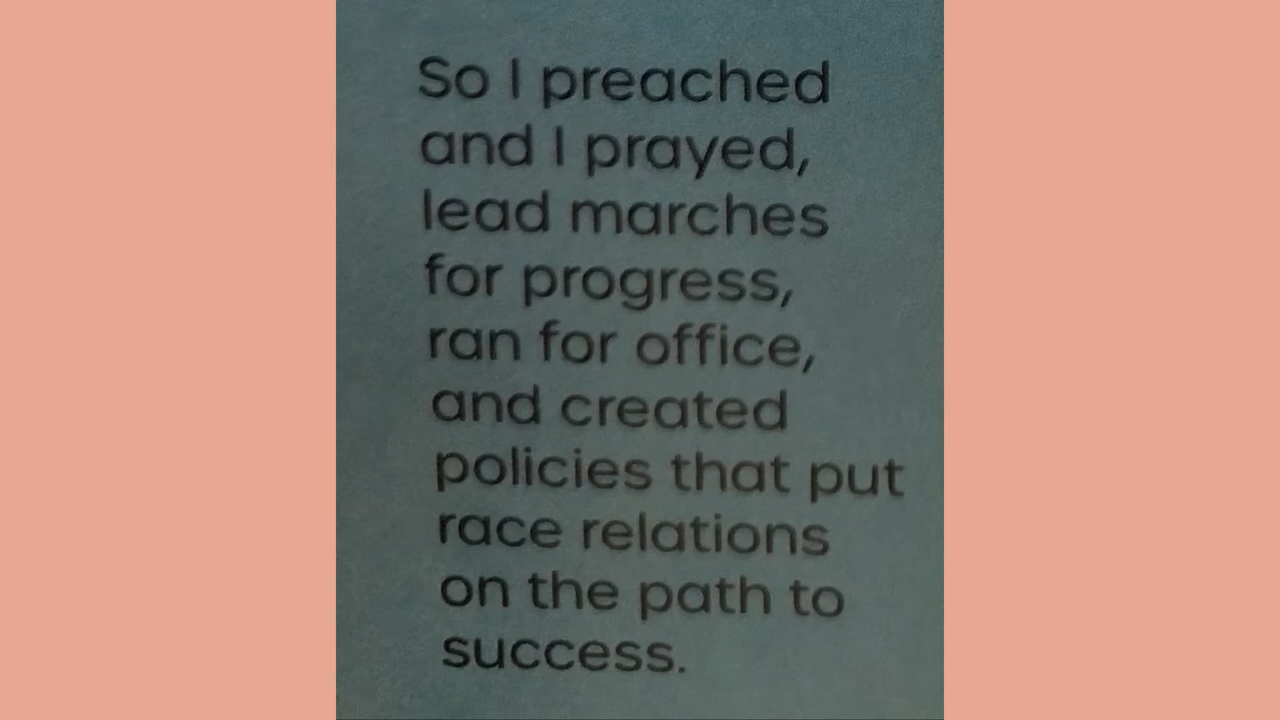 So I preached
and I prayed,
lead marches
for progress,
ran for office,
and created
policies that put
race relations
on the path to
success.